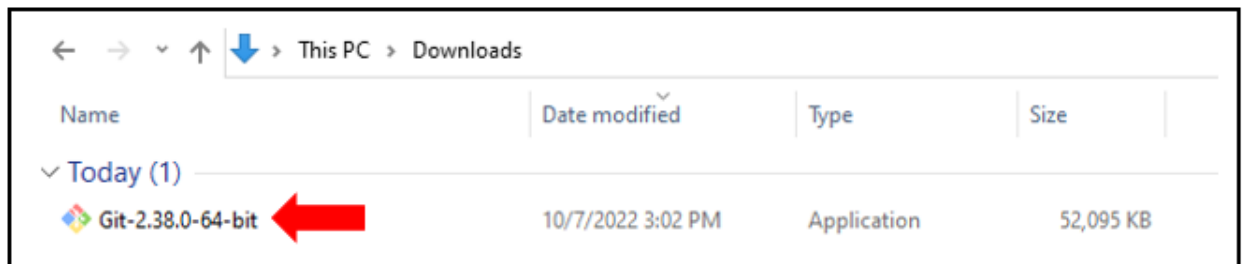 This PC > Downloads
Name Date modified Type Size
Today (1)
Git-2.38.0-64-bit 10/7/2022 3:02 PM Application 52,095 KB